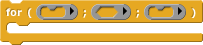 for ( ; ; )